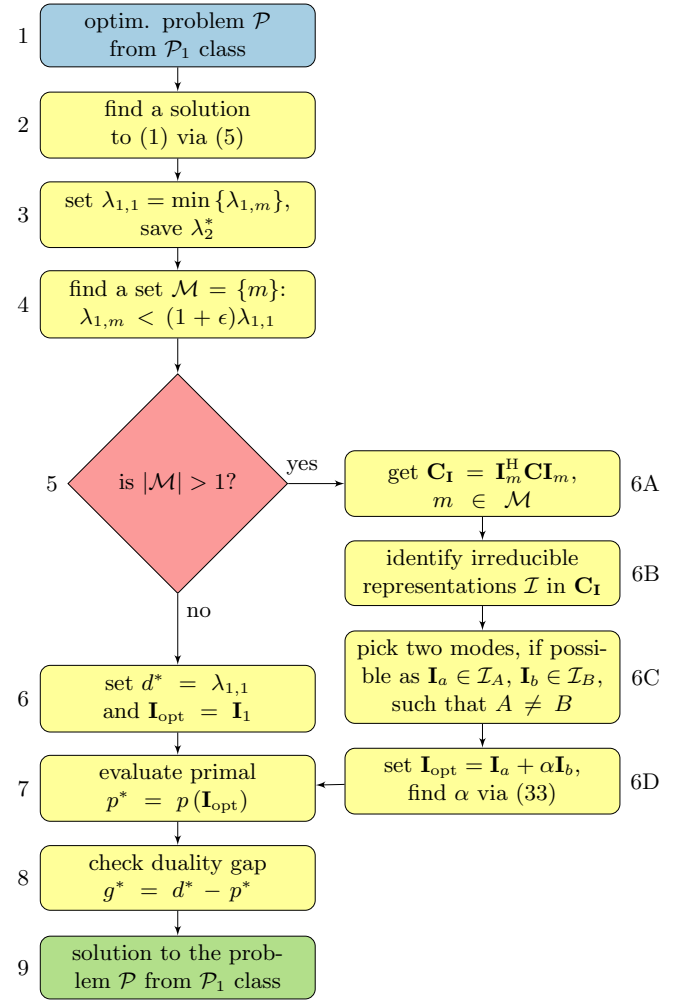 1
optim. problem 𝒫
from 𝒫₁ class
2
find a solution
to (1) via (5)
3
set λ₁,₁ = min {λ₁,ₘ},
save λ₂*
4
find a set ℳ = {m}:
λ₁,ₘ < (1 + ϵ)λ₁,₁
5
is |ℳ| > 1?
yes
no
get C_I = I_m^H CI_m,
m ∈ ℳ
6A
identify irreducible
representations ℐ in C_I
6B
pick two modes, if possi-
ble as I_a ∈ ℐ_A, I_b ∈ ℐ_B,
such that A ≠ B
6C
set I_opt = I_a + αI_b,
find α via (33)
6D
6
set d* = λ₁,₁
and I_opt = I₁
7
evaluate primal
p* = p (I_opt)
8
check duality gap
g* = d* − p*
9
solution to the prob-
lem 𝒫 from 𝒫₁ class